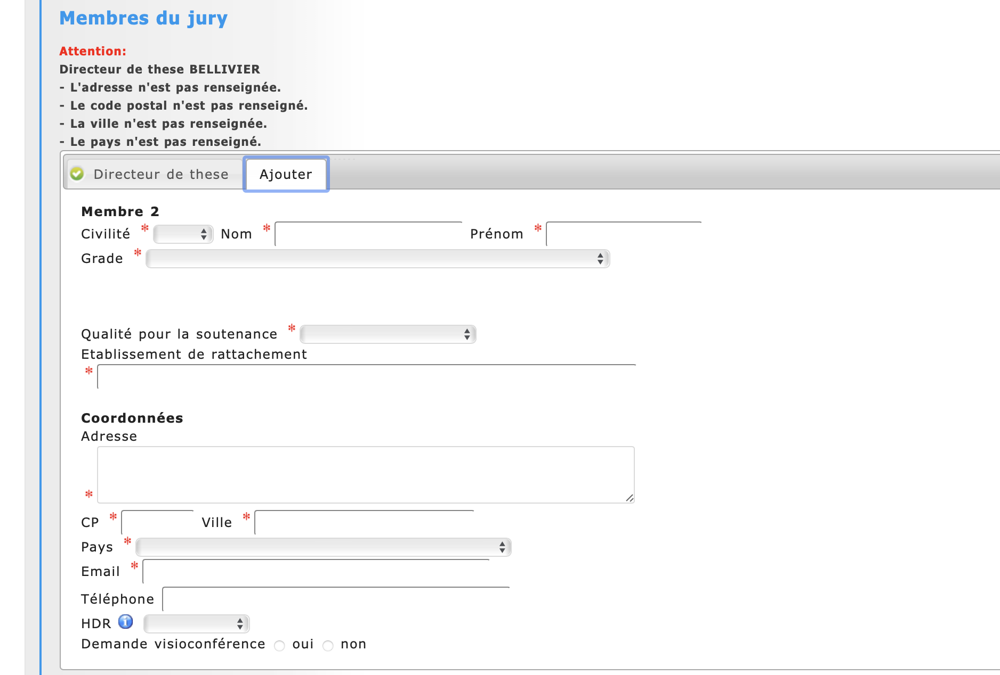 Membres du jury
Attention:
Directeur de these BELLIVIER
- L'adresse n'est pas renseignée.
- Le code postal n'est pas renseigné.
- La ville n'est pas renseignée.
- Le pays n'est pas renseigné.
Directeur de these Ajouter
Membre 2
Civilité * Nom * Prénom *
Grade *
Qualité pour la soutenance *
Etablissement de rattachement
*
Coordonnées
Adresse
*
CP * Ville *
Pays *
Email *
Téléphone
HDR i
Demande visioconférence oui non